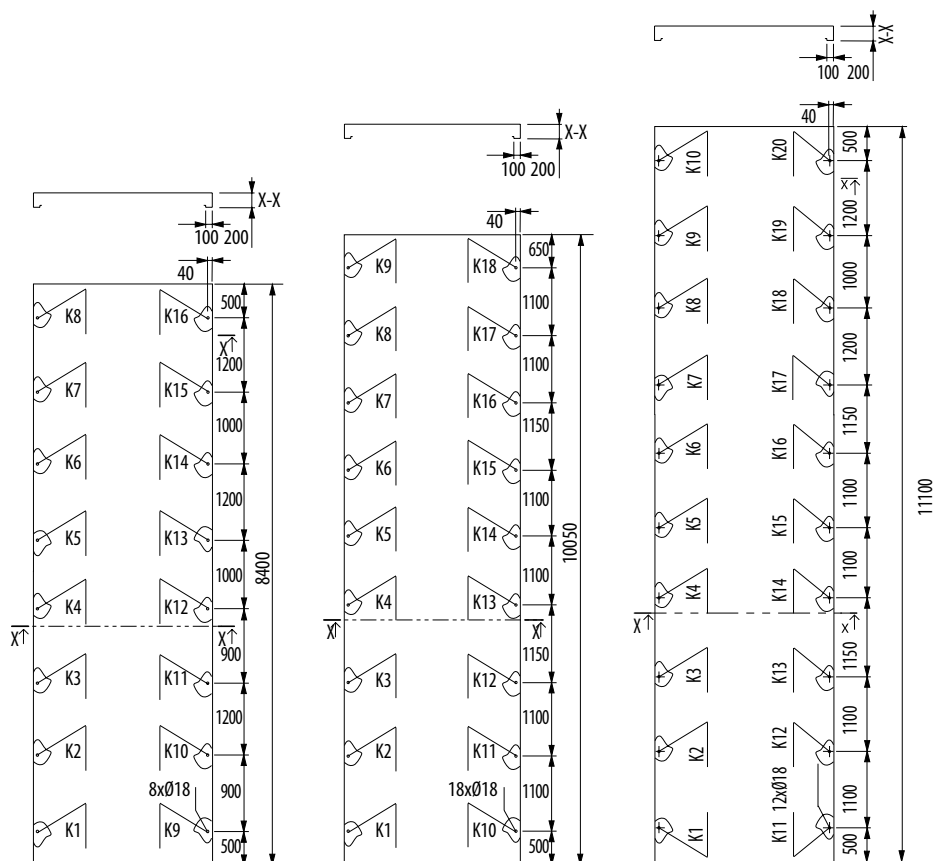 X-X
100 200
40
500
K8
K16
X
1200
K7
K15
1000
K6
K14
1200
K5
K13
1000
8400
K4
K12
X
X
900
K3
K11
1200
K2
K10
8xØ18
900
K1
K9
500
X-X
100 200
40
650
K9
K18
1100
K8
K17
1100
K7
K16
1150
K6
K15
1100
K5
K14
10050
1100
K4
K13
X
X
1150
K3
K12
1100
K2
K11
18xØ18
1100
K1
K10
X-X
100 200
40
500
K10
K20
X
1200
K9
K19
1000
K8
K18
1200
K7
K17
1150
K6
K16
1100
K5
K15
11100
1100
K4
K14
X
X
1150
K3
K13
1100
K2
K12
12xØ18
1100
K1
K11
500